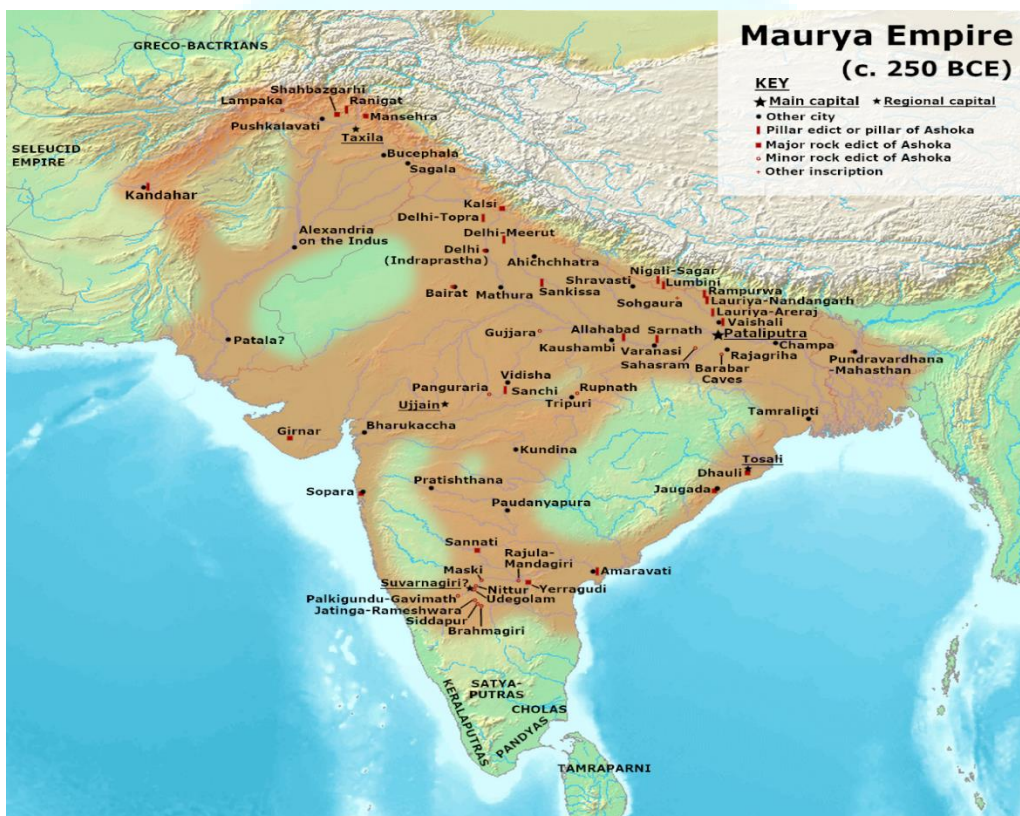 Maurya Empire
(c. 250 BCE)
KEY
Main capital Regional capital
Other city
Pillar edict or pillar of Ashoka
Major rock edict of Ashoka
Minor rock edict of Ashoka
Other inscription
GRECO-BACTRIANS
Shahbazgarhi
Lampaka
Ranigat
Pushkalavati
Mansehra
Taxila
SELEUCID
EMPIRE
Bucephala
Sagala
Kandahar
Kalsi
Delhi-Topra
Alexandria
on the Indus
Delhi-Meerut
Delhi
(Indraprastha)
Ahichchhatra
Nigali-Sagar
Shravasti
Lumbini
Bairat
Mathura
Sankissa
Sohgaura
Rampurwa
Lauriya-Nandangarh
Lauriya-Areraj
Vaishali
Gujjara
Allahabad
Sarnath
Pataliputra
Patala?
Kaushambi
Champa
Varanasi
Sahasram
Rajagriha
Pundravardhana
-Mahasthan
Barabar
Caves
Vidisha
Panguraria
Sanchi
Rupnath
Tripuri
Ujjain
Tamralipti
Girnar
Bharukaccha
Kundina
Tosali
Dhauli
Sopara
Pratishthana
Jaugada
Paudanyapura
Sannati
Rajula-
Mandagiri
Maski
Amaravati
Suvarnagiri?
Nittur
Yerragudi
Palkigundu-Gavimath
Udegolam
Jatinga-Rameshwara
Siddapur
Brahmagiri
SATYA-
PUTRAS
KERALAPUTRAS
CHOLAS
PANDYAS
TAMRAPARNI